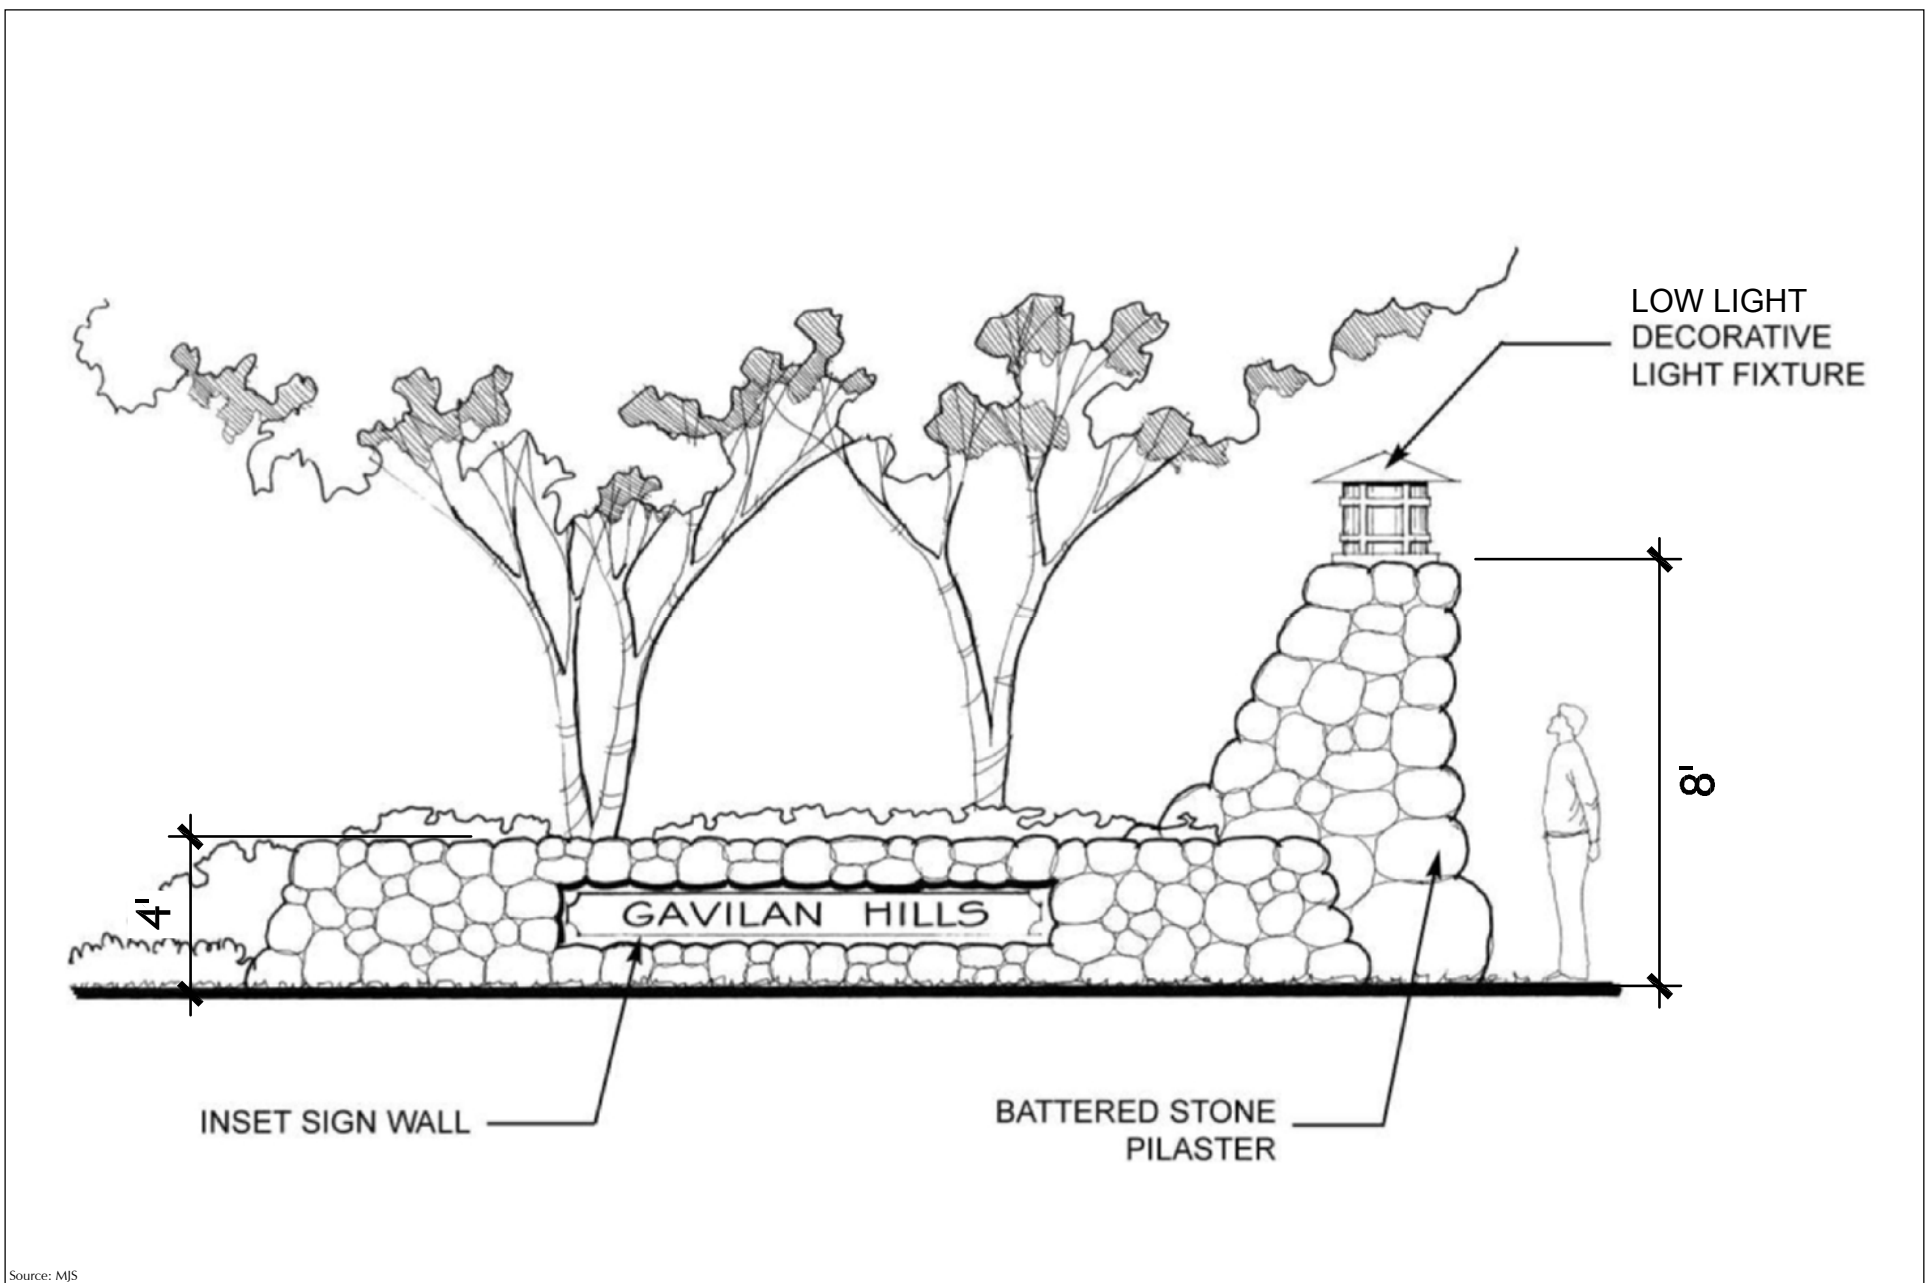 LOW LIGHT
DECORATIVE
LIGHT FIXTURE
8'
4'
GAVILAN HILLS
INSET SIGN WALL
BATTERED STONE
PILASTER
Source: MJS